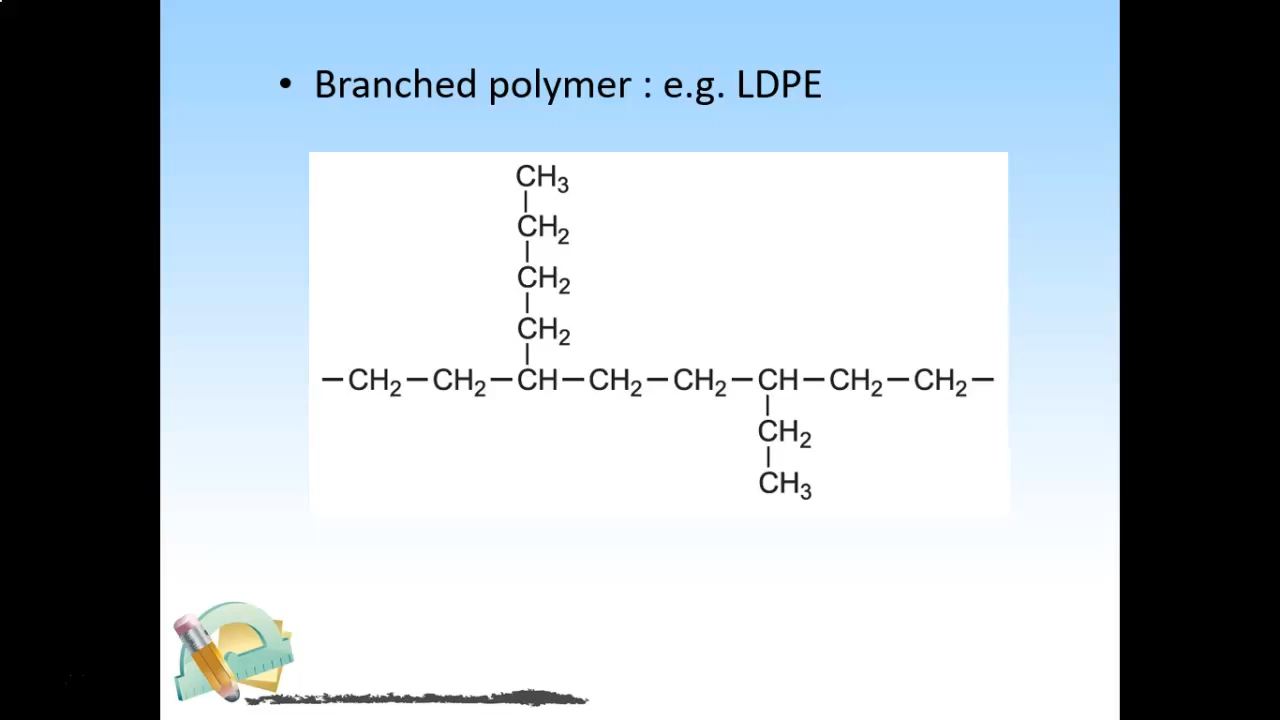 • Branched polymer : e.g. LDPE
CH₃
|
CH₂
|
CH₂
|
CH₂
|
—CH₂—CH₂—CH—CH₂—CH₂—CH—CH₂—CH₂—
|
CH₂
|
CH₃